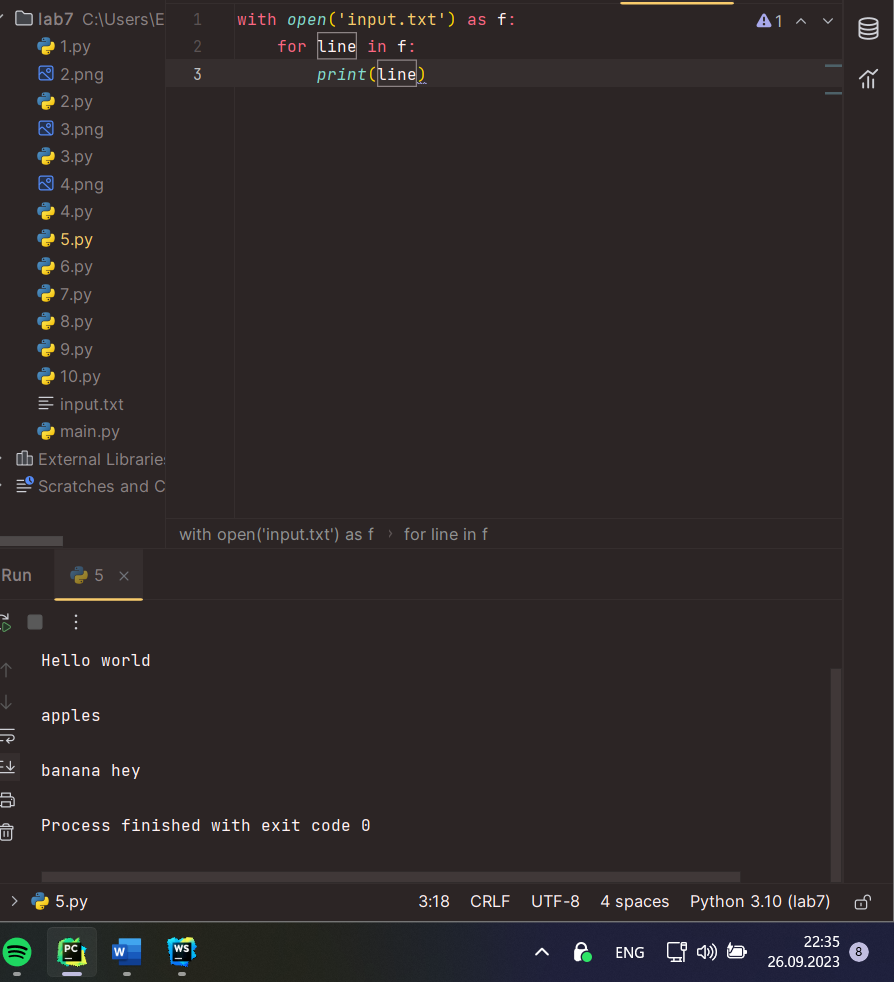 lab7 C:\Users\E
1.py
2.png
2.py
3.png
3.py
4.png
4.py
5.py
6.py
7.py
8.py
9.py
10.py
input.txt
main.py
External Libraries
Scratches and C
1 with open('input.txt') as f:
2 for line in f:
3 print(line)
1
with open('input.txt') as f › for line in f
Run 5
Hello world
apples
banana hey
Process finished with exit code 0
5.py 3:18 CRLF UTF-8 4 spaces Python 3.10 (lab7)
PC W WS ENG 22:35 8
26.09.2023